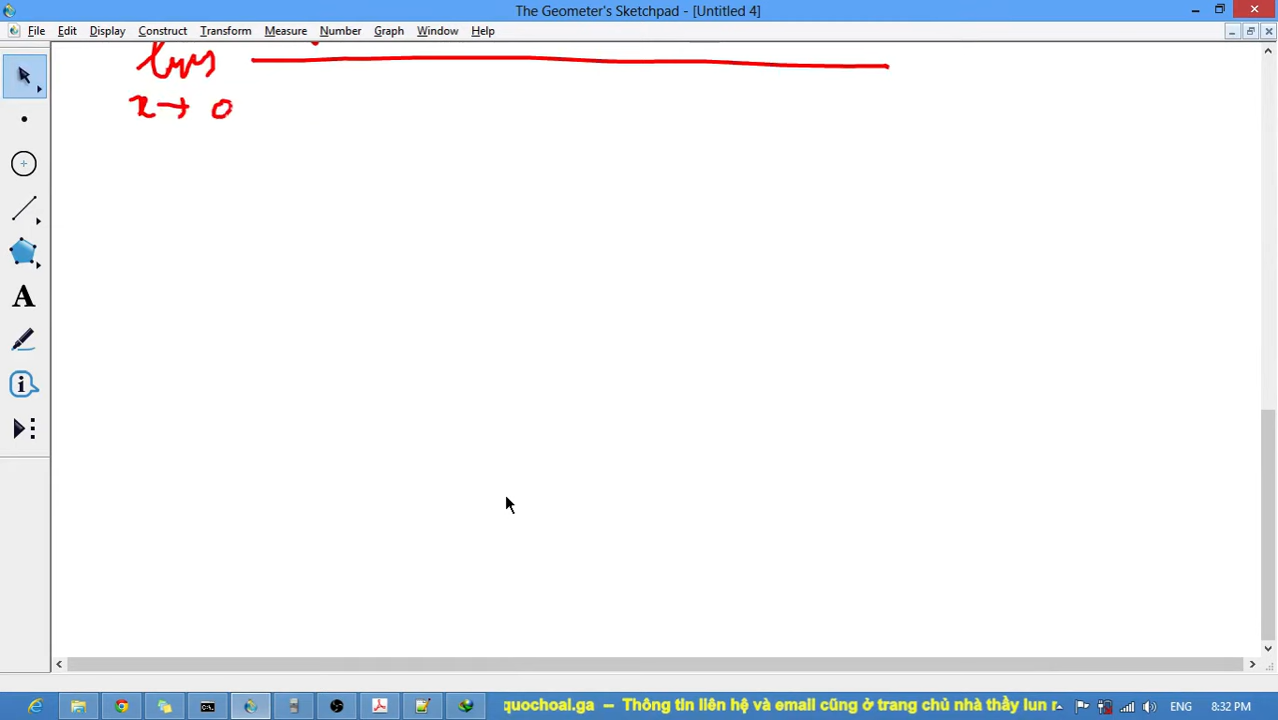 The Geometer's Sketchpad - [Untitled 4]
File Edit Display Construct Transform Measure Number Graph Window Help
lim
x → 0
A
quochoai.ga -- Thông tin liên hệ và email cũng ở trang chủ nhà thầy lun
ENG 8:32 PM